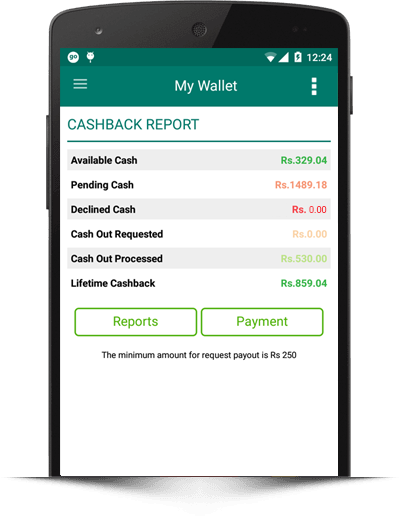 go 12:24
My Wallet
CASHBACK REPORT
Available Cash Rs.329.04
Pending Cash Rs.1489.18
Declined Cash Rs. 0.00
Cash Out Requested Rs.0.00
Cash Out Processed Rs.530.00
Lifetime Cashback Rs.859.04
Reports Payment
The minimum amount for request payout is Rs 250